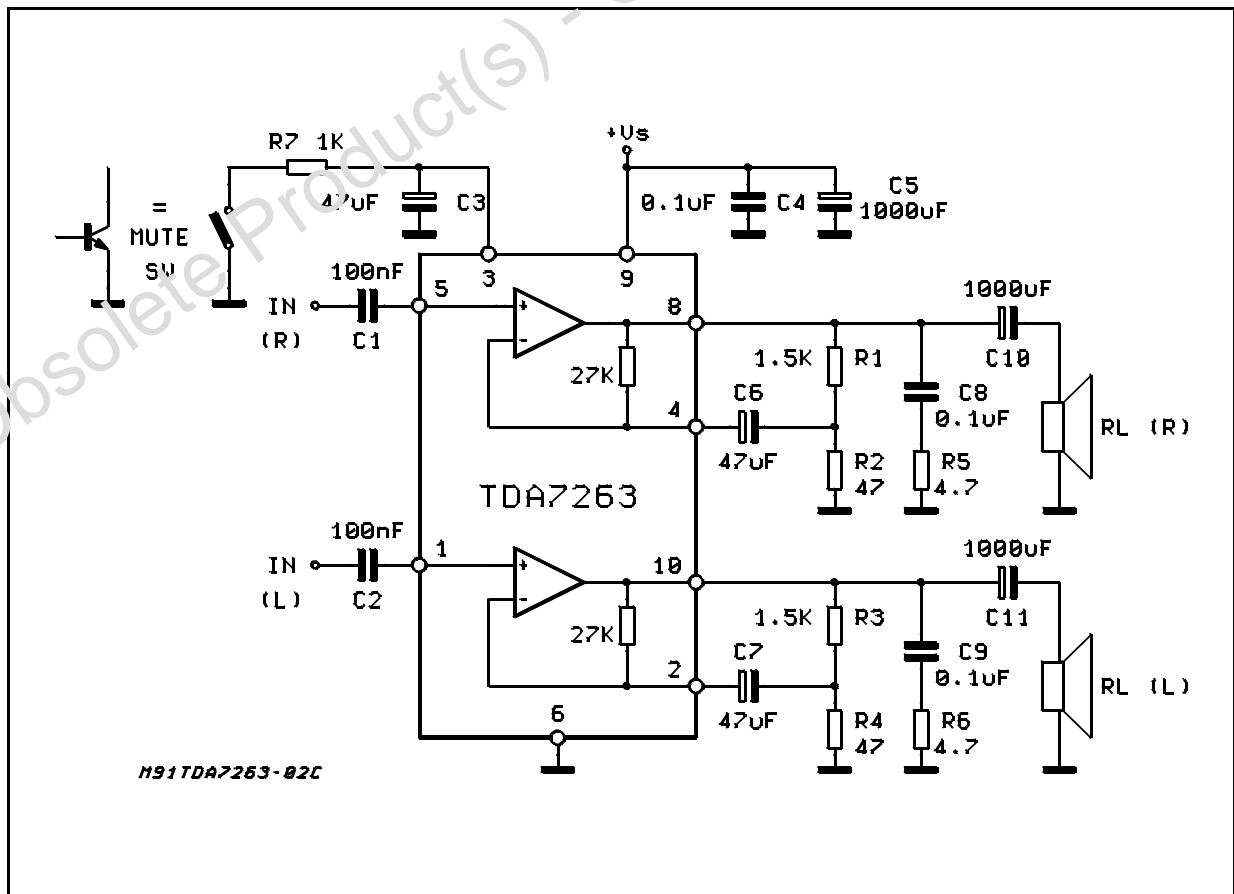 Obsolete Product(s) -
+Vs
R7 1K
47uF
C3
0.1uF
C4
C5
1000uF
=
MUTE
SW
3
9
100nF
IN
(R)
C1
5
8
1000uF
C10
27K
1.5K
R1
4
C6
47uF
C8
0.1uF
R2
47
R5
4.7
RL (R)
TDA7263
100nF
IN
(L)
C2
1
10
1000uF
C11
27K
1.5K
R3
2
C7
47uF
C9
0.1uF
R4
47
R6
4.7
RL (L)
6
M91TDA7263-02C